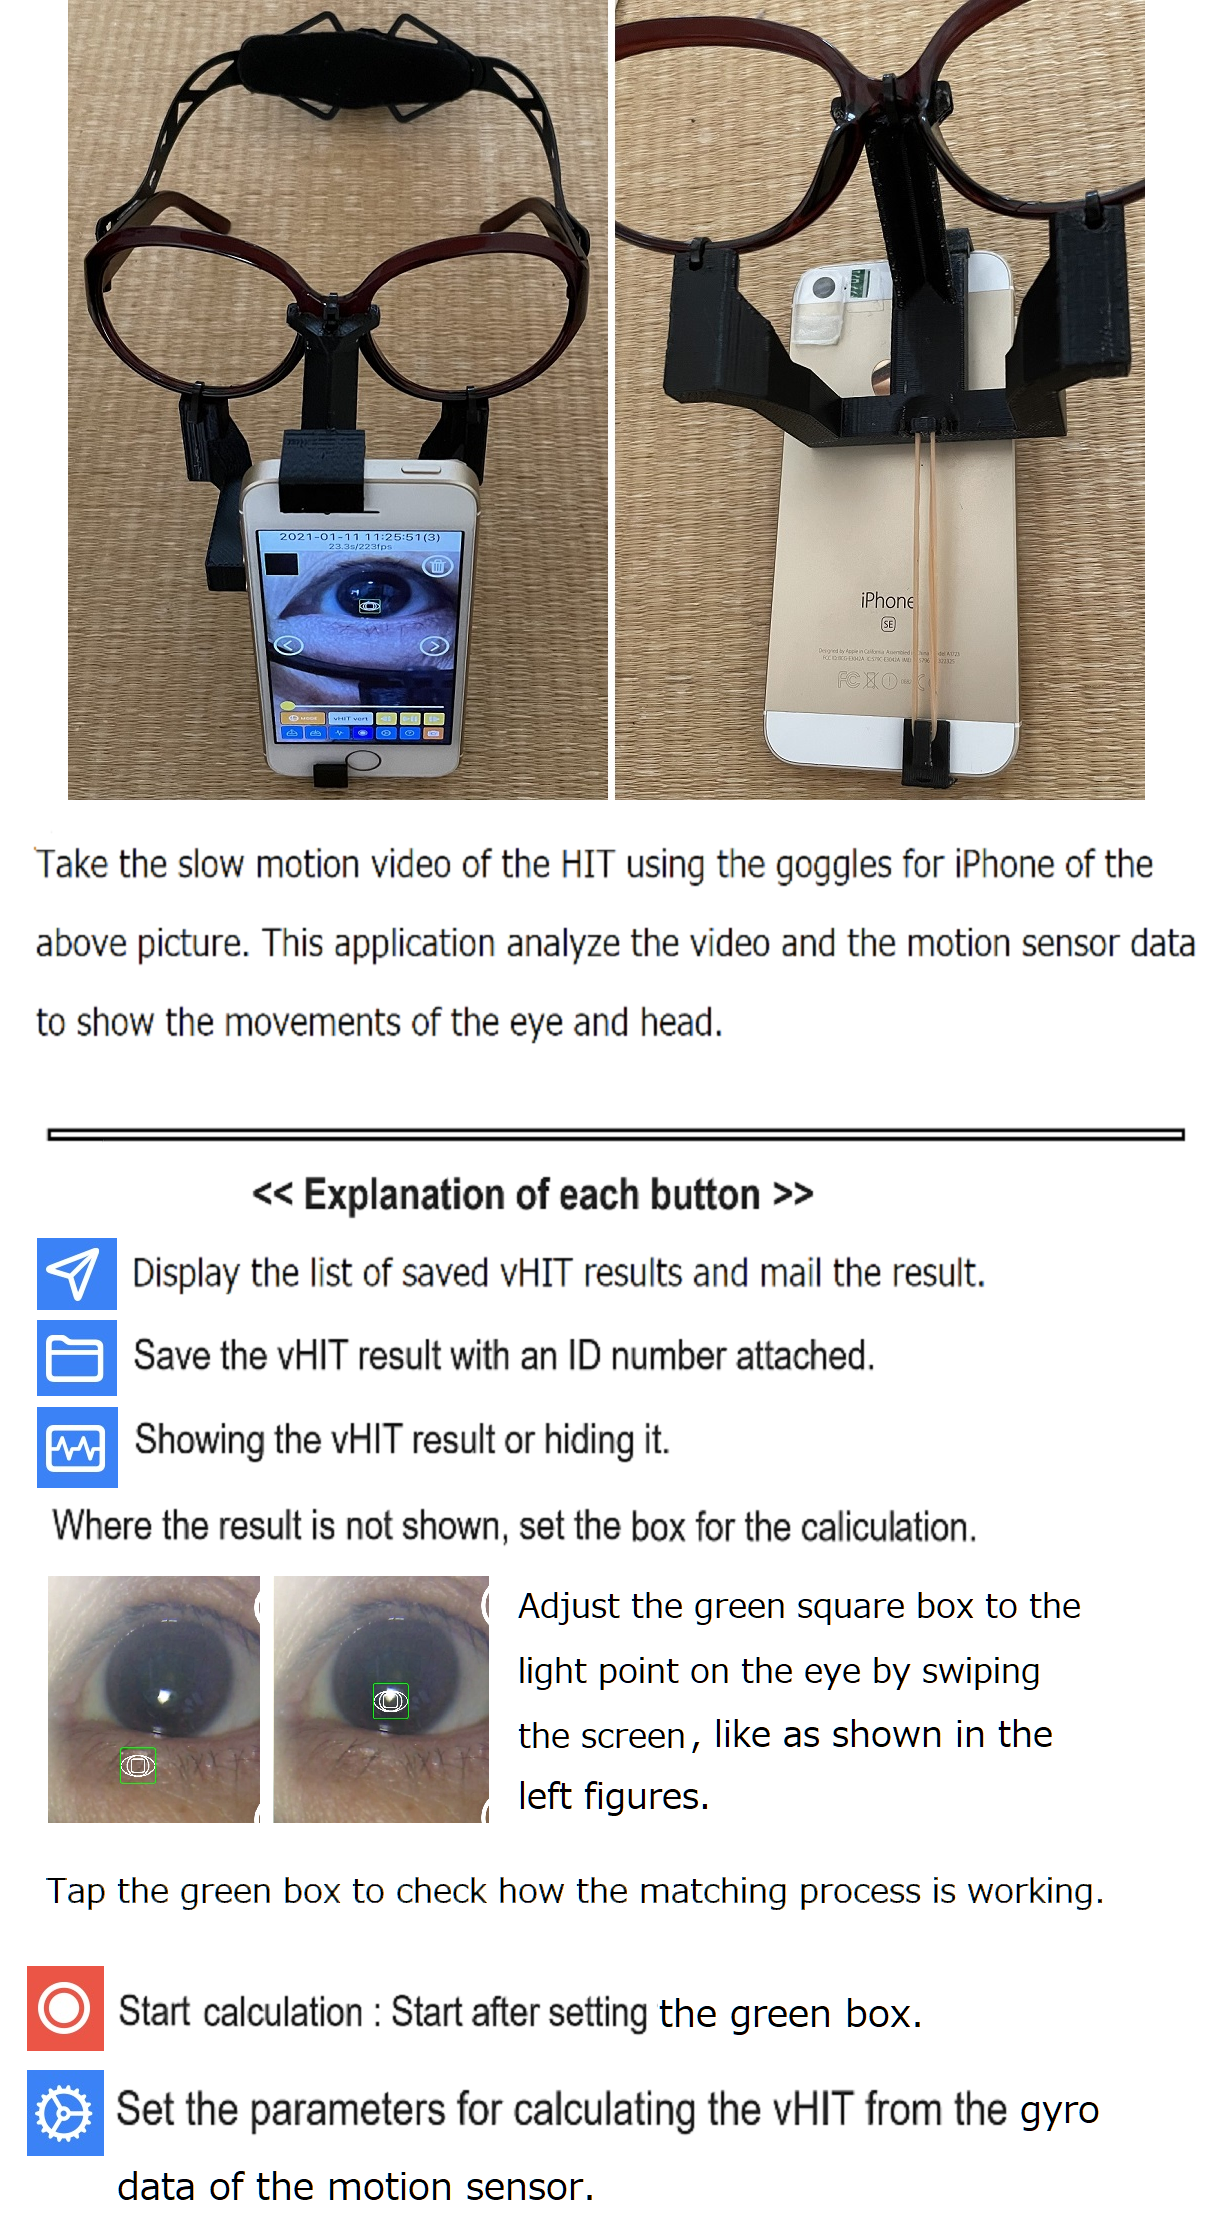 2021-01-11 11:25:51(3)
23.3s/223fps
MODE
vHIT vert
iPhone
SE
Designed by Apple in California Assembled
Take the slow motion video of the HIT using the goggles for iPhone of the
above picture. This application analyze the video and the motion sensor data
to show the movements of the eye and head.
<< Explanation of each button >>
Display the list of saved vHIT results and mail the result.
Save the vHIT result with an ID number attached.
Showing the vHIT result or hiding it.
Where the result is not shown, set the box for the caliculation.
Adjust the green square box to the
light point on the eye by swiping
the screen, like as shown in the
left figures.
Tap the green box to check how the matching process is working.
Start calculation : Start after setting the green box.
Set the parameters for calculating the vHIT from the gyro
data of the motion sensor.